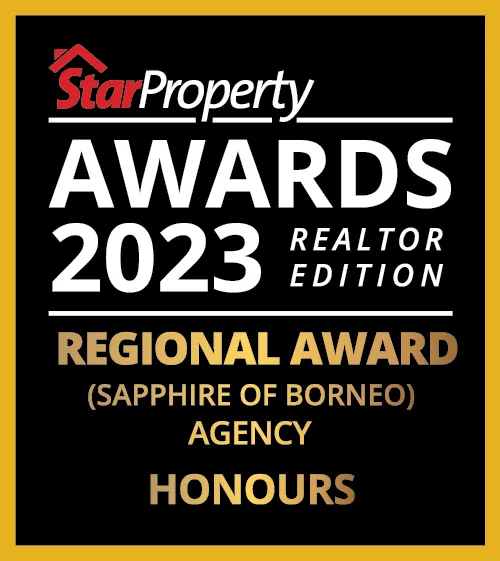 StarProperty
AWARDS
2023 REALTOR
EDITION
REGIONAL AWARD
(SAPPHIRE OF BORNEO)
AGENCY
HONOURS